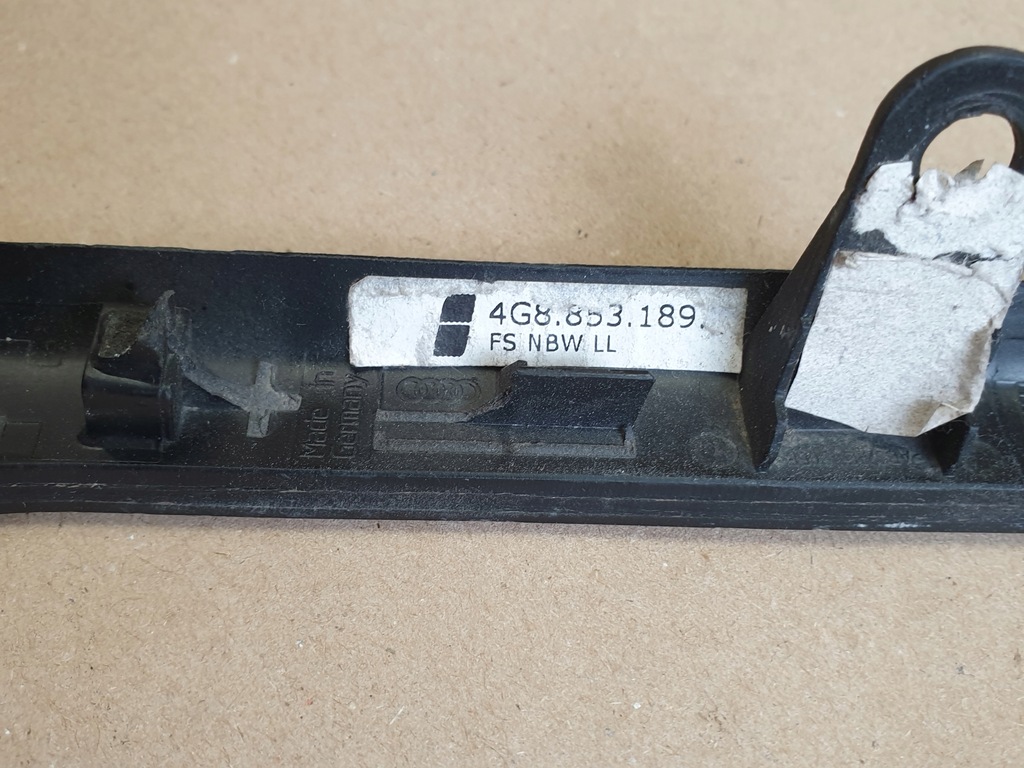 4G8.853.189.
FS NBW LL
Made in
Germany